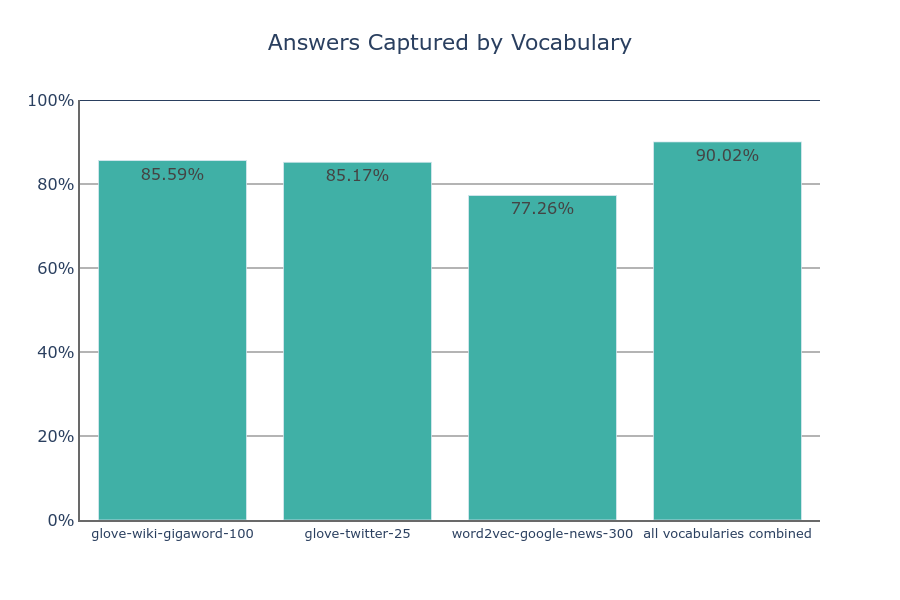 Answers Captured by Vocabulary
100%
80%
60%
40%
20%
0%
85.59%
85.17%
77.26%
90.02%
glove-wiki-gigaword-100
glove-twitter-25
word2vec-google-news-300
all vocabularies combined